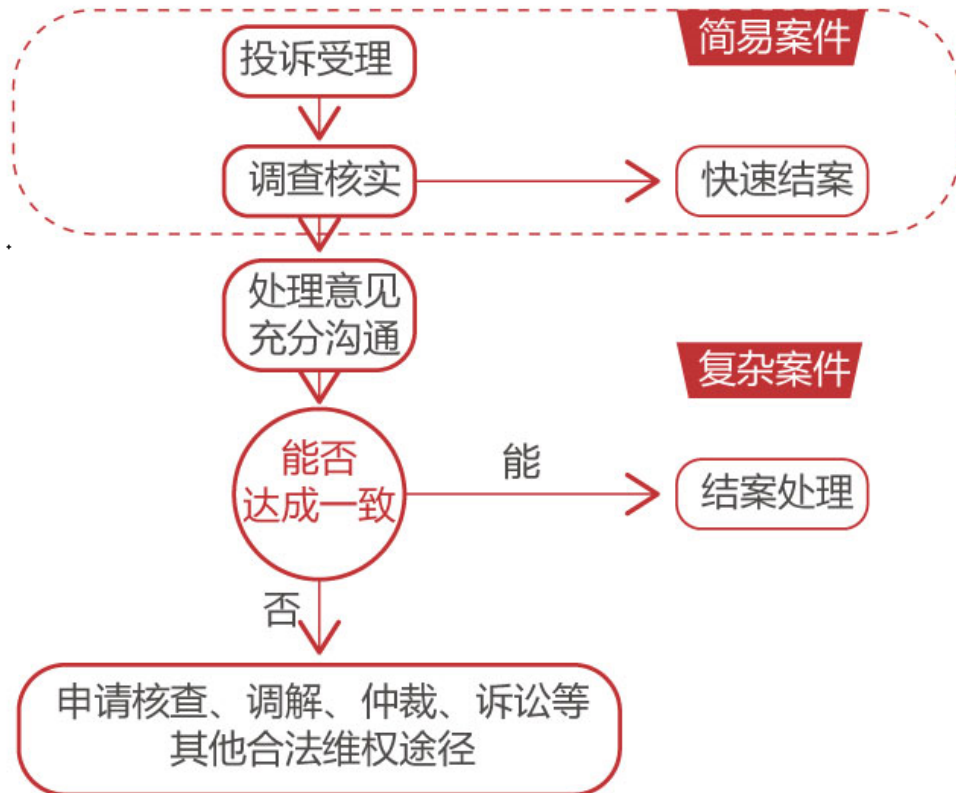 简易案件
投诉受理
调查核实
快速结案
处理意见
充分沟通
复杂案件
能否
达成一致
能
结案处理
否
申请核查、调解、仲裁、诉讼等
其他合法维权途径